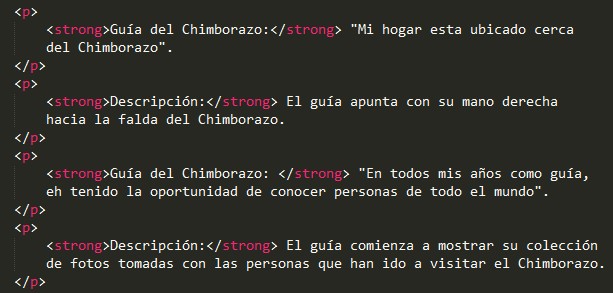 <p>
<strong>Guía del Chimborazo:</strong> "Mi hogar esta ubicado cerca
del Chimborazo".
</p>
<p>
<strong>Descripción:</strong> El guía apunta con su mano derecha
hacia la falda del Chimborazo.
</p>
<p>
<strong>Guía del Chimborazo: </strong> "En todos mis años como guía,
eh tenido la oportunidad de conocer personas de todo el mundo".
</p>
<p>
<strong>Descripción:</strong> El guía comienza a mostrar su colección
de fotos tomadas con las personas que han ido a visitar el Chimborazo.
</p>